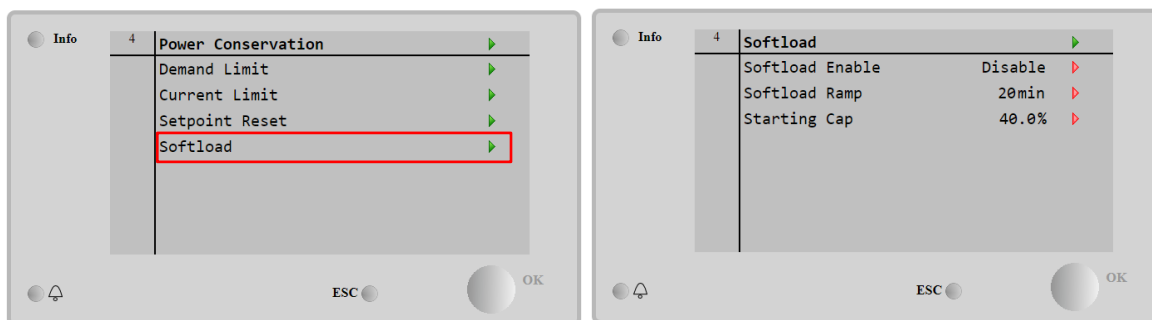 Info
4
Power Conservation
Demand Limit
Current Limit
Setpoint Reset
Softload
ESC
OK
Info
4
Softload
Softload Enable Disable
Softload Ramp 20min
Starting Cap 40.0%
ESC
OK